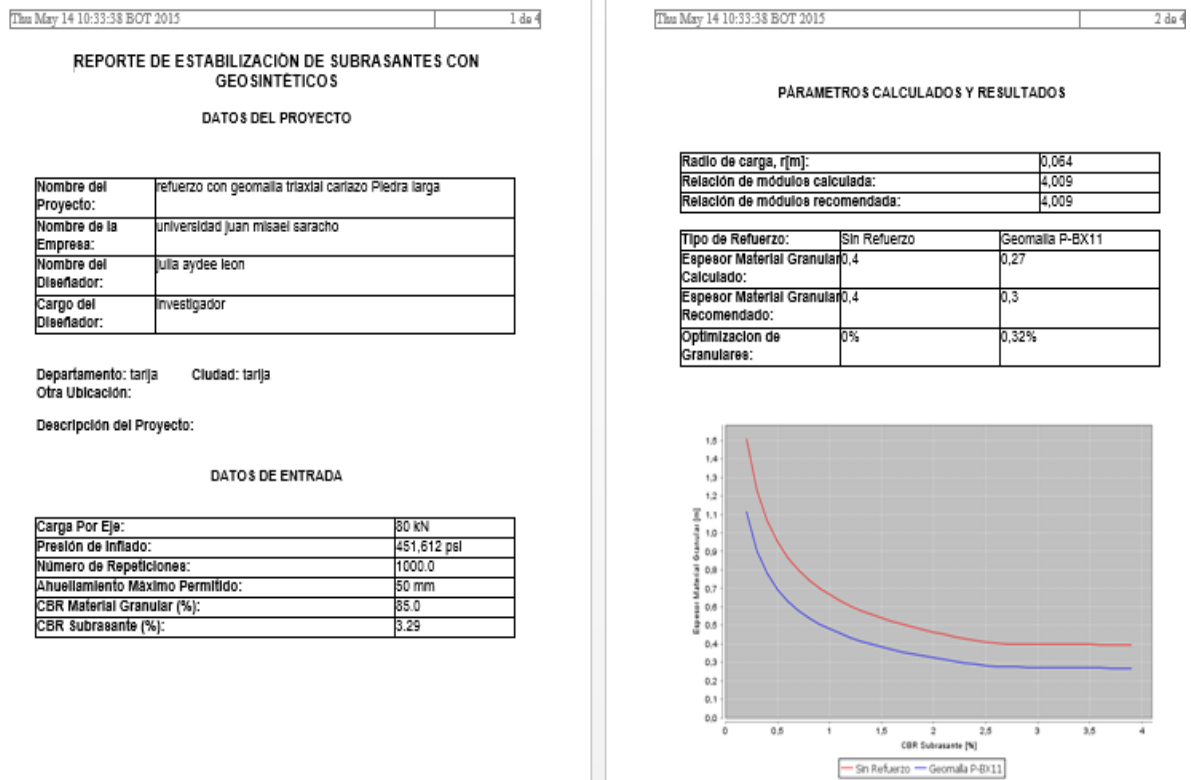 Thu May 14 10:33:38 BOT 2015 1 de 4
REPORTE DE ESTABILIZACIÓN DE SUBRASANTES CON
GEOSINTÉTICOS
DATOS DEL PROYECTO
Nombre del Proyecto: refuerzo con geomalla triaxial carlazo Piedra larga
Nombre de la Empresa: universidad juan misael saracho
Nombre del Diseñador: julia aydee leon
Cargo del Diseñador: investigador
Departamento: tarija Ciudad: tarija
Otra Ubicación:
Descripción del Proyecto:
DATOS DE ENTRADA
Carga Por Eje: 80 kN
Presión de Inflado: 451,612 psi
Número de Repeticiones: 1000.0
Ahuellamiento Máximo Permitido: 50 mm
CBR Material Granular (%): 85.0
CBR Subrasante (%): 3.29
Thu May 14 10:33:38 BOT 2015 2 de 4
PÁRAMETROS CALCULADOS Y RESULTADOS
Radio de carga, r[m]: 0,064
Relación de módulos calculada: 4,009
Relación de módulos recomendada: 4,009
Tipo de Refuerzo: Sin Refuerzo Geomalla P-BX11
Espesor Material Granular Calculado: 0,4 0,27
Espesor Material Granular Recomendado: 0,4 0,3
Optimizacion de Granulares: 0% 0,32%
Espesor Material Granular [m]
1,5
1,4
1,3
1,2
1,1
1,0
0,9
0,8
0,7
0,6
0,5
0,4
0,3
0,2
0,1
0,0
0 0,5 1 1,5 2 2,5 3 3,5 4
CBR Subrasante [%]
Sin Refuerzo Geomalla P-BX11